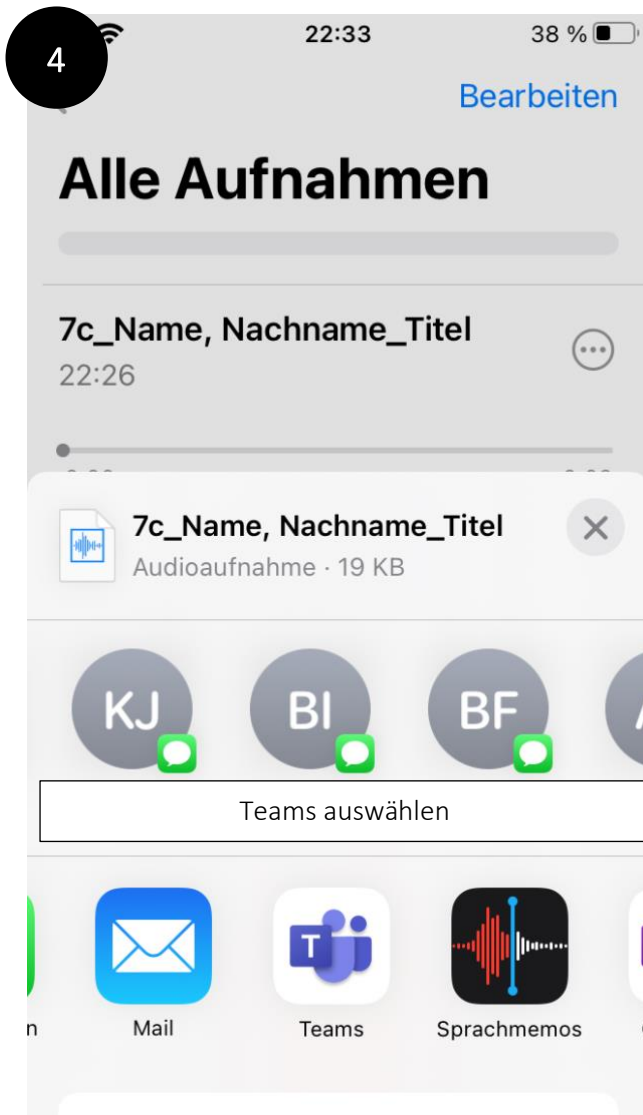 4
22:33
38 %
Bearbeiten
Alle Aufnahmen
7c_Name, Nachname_Titel
22:26
7c_Name, Nachname_Titel
Audioaufnahme · 19 KB
KJ
BI
BF
Teams auswählen
T
n
Mail
Teams
Sprachmemos